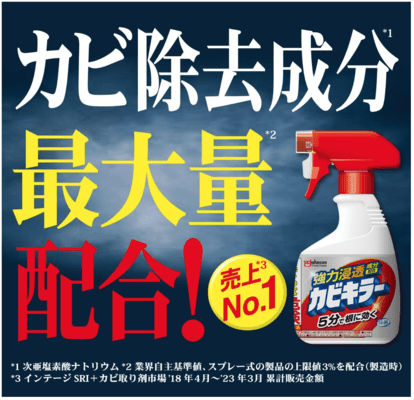 カビ除去成分*1
最大量*2
配合!
売上*3
No.1
Johnson
強力浸透
カビキラー
5分で根に効く
*1 次亜塩素酸ナトリウム *2 業界自主基準値、スプレー式の製品の上限値3%を配合(製造時)
*3 インテージSRI+カビ取り剤市場 '18年4月〜'23年3月 累計販売金額